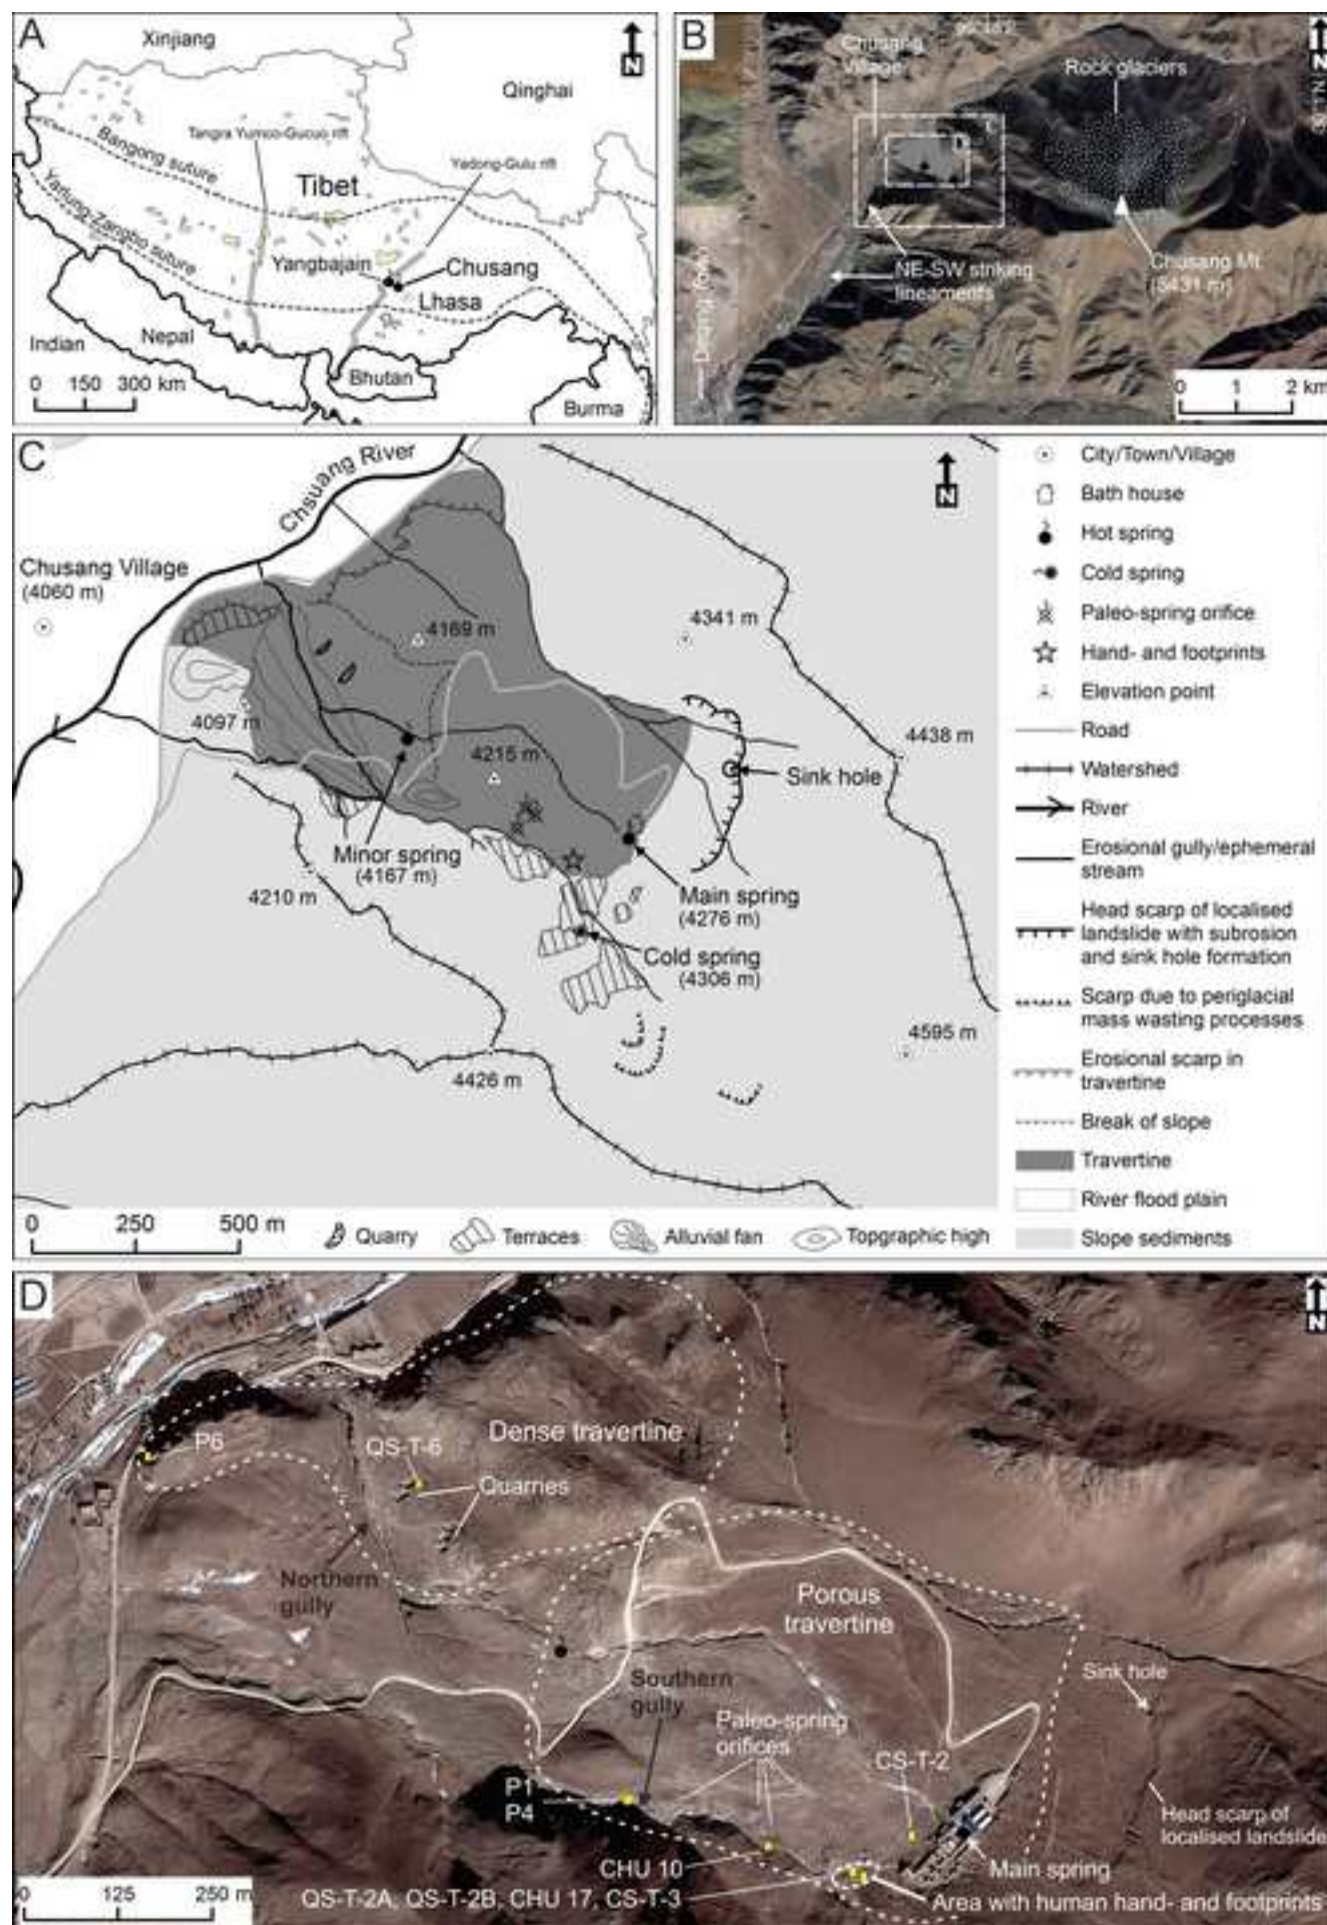 A
Xinjiang
N
Qinghai
Tangra Yumco-Gucuo rift
Bangong suture
Yadong-Gulu rift
Tibet
Yarlung-Zangbo suture
Yangbajain
Chusang
Lhasa
Nepal
Indian
Bhutan
Burma
0 150 300 km
B
Chusang
Village
N
Rock glaciers
NE-SW striking
lineaments
Chusang Mt.
(5431 m)
0 1 2 km
C
Chsuang River
N
Chusang Village
(4060 m)
4169 m
4341 m
4097 m
4215 m
4438 m
Sink hole
Minor spring
(4167 m)
4210 m
Main spring
(4276 m)
Cold spring
(4306 m)
4595 m
4426 m
0 250 500 m
Quarry
Terraces
Alluvial fan
Topgraphic high
City/Town/Village
Bath house
Hot spring
Cold spring
Paleo-spring orifice
Hand- and footprints
Elevation point
Road
Watershed
River
Erosional gully/ephemeral
stream
Head scarp of localised
landslide with subrosion
and sink hole formation
Scarp due to periglacial
mass wasting processes
Erosional scarp in
travertine
Break of slope
Travertine
River flood plain
Slope sediments
D
N
P6
Dense travertine
QS-T-6
Quarries
Northern
gully
Porous
travertine
Southern
gully
Sink hole
Paleo-spring
orifices
CS-T-2
P1
P4
Head scarp of
localised landslide
CHU 10
Main spring
QS-T-2A, QS-T-2B, CHU 17, CS-T-3
Area with human hand- and footprints
0 125 250 m